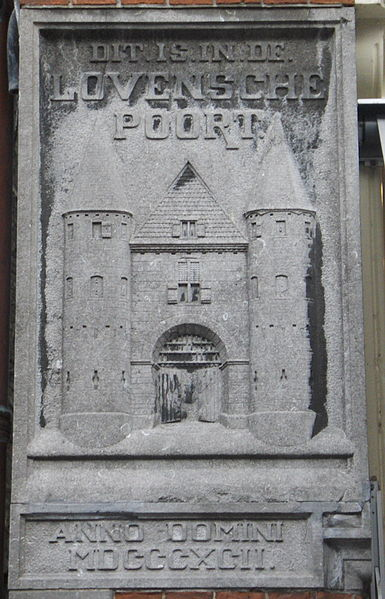 DIT.IS.IN.DE.
LOVENSCHE
POORT
ANNO DOMINI
MDCCCXCII.